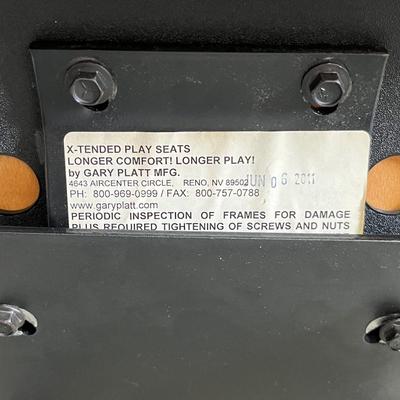 X-TENDED PLAY SEATS
LONGER COMFORT! LONGER PLAY!
by GARY PLATT MFG.
4643 AIRCENTER CIRCLE, RENO, NV 89502 JUN 06 2011
PH: 800-969-0999 / FAX: 800-757-0788
www.garyplatt.com
PERIODIC INSPECTION OF FRAMES FOR DAMAGE
PLUS REQUIRED TIGHTENING OF SCREWS AND NUTS